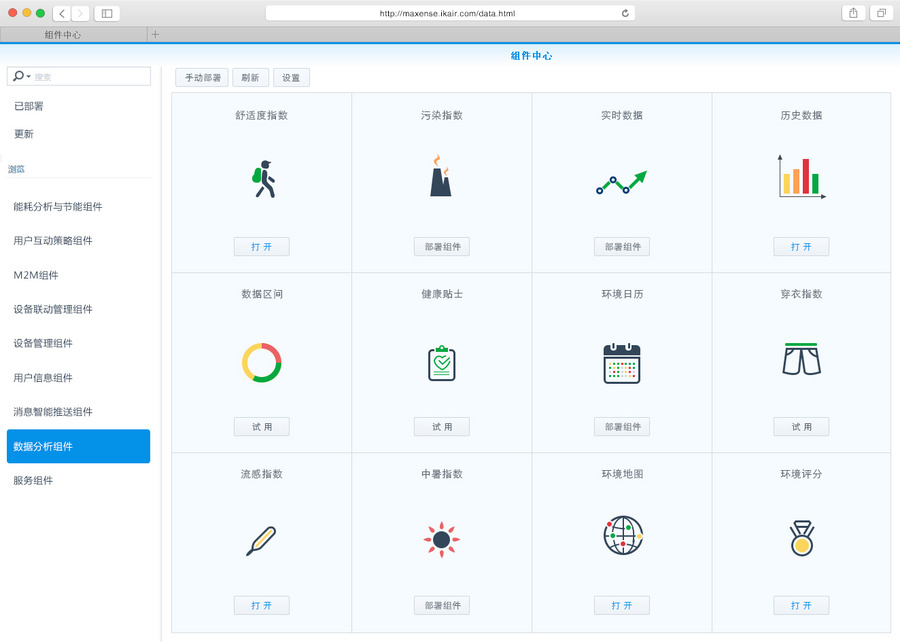 http://maxense.ikair.com/data.html
组件中心
组件中心
搜索
手动部署 刷新 设置
已部署
更新
浏览
能耗分析与节能组件
用户互动策略组件
M2M组件
设备联动管理组件
设备管理组件
用户信息组件
消息智能推送组件
数据分析组件
服务组件
舒适度指数 污染指数 实时数据 历史数据
打开 部署组件 部署组件 打开
数据区间 健康贴士 环境日历 穿衣指数
试用 试用 部署组件 试用
流感指数 中暑指数 环境地图 环境评分
打开 部署组件 打开 打开